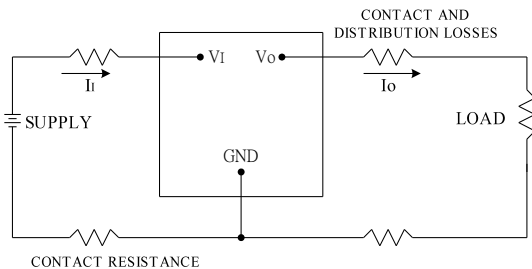 CONTACT AND
DISTRIBUTION LOSSES
VI
VO
II
IO
SUPPLY
LOAD
GND
CONTACT RESISTANCE